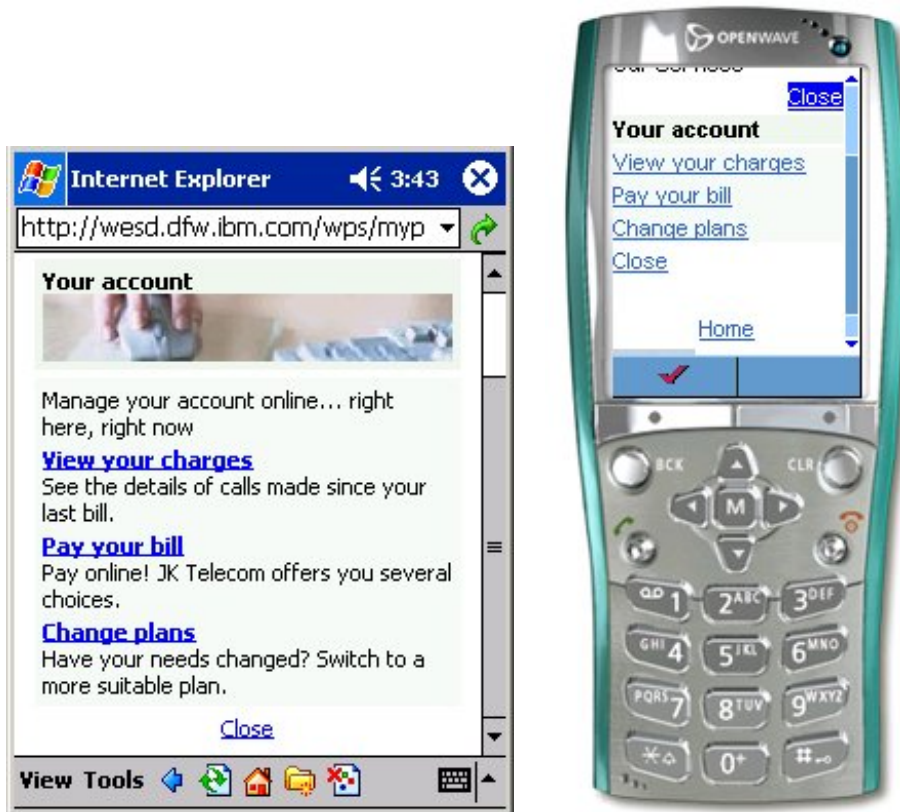 Internet Explorer 3:43
http://wesd.dfw.ibm.com/wps/myp
Your account
Manage your account online... right
here, right now
View your charges
See the details of calls made since your
last bill.
Pay your bill
Pay online! JK Telecom offers you several
choices.
Change plans
Have your needs changed? Switch to a
more suitable plan.
Close
View Tools
OPENWAVE
Our Services
Close
Your account
View your charges
Pay your bill
Change plans
Close
Home
BCK CLR
M
1 2ABC 3DEF
GHI4 5JKL 6MNO
PQRS7 8TUV 9WXYZ
* 0+ #